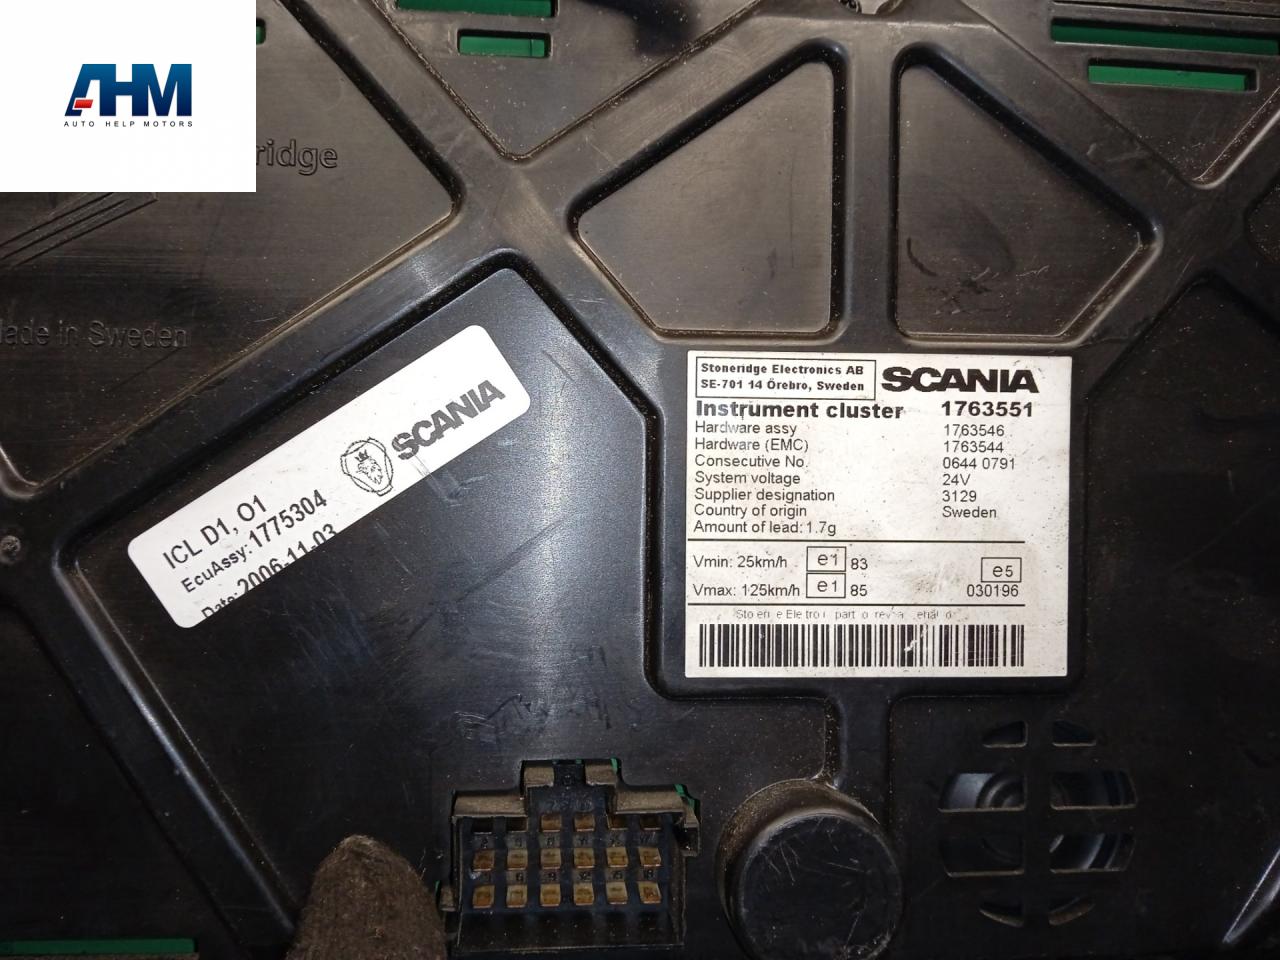 AHM
AUTO HELP MOTORS
ridge
Made in Sweden
SCANIA
ICL D1, O1
EcuAssy: 1775304
Date: 2006-11-03
Stoneridge Electronics AB
SE-701 14 Örebro, Sweden
SCANIA
Instrument cluster 1763551
Hardware assy 1763546
Hardware (EMC) 1763544
Consecutive No. 0644 0791
System voltage 24V
Supplier designation 3129
Country of origin Sweden
Amount of lead: 1.7g
Vmin: 25km/h e1 83
e5
Vmax: 125km/h e1 85 030196